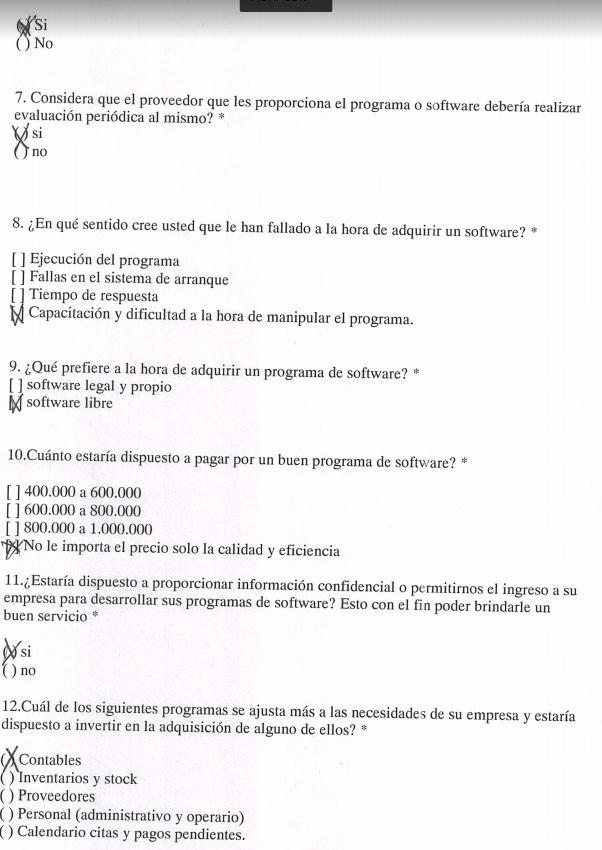 (X) Si
( ) No
7. Considera que el proveedor que les proporciona el programa o software debería realizar
evaluación periódica al mismo? *
(X) si
( ) no
8. ¿En qué sentido cree usted que le han fallado a la hora de adquirir un software? *
[ ] Ejecución del programa
[ ] Fallas en el sistema de arranque
[ ] Tiempo de respuesta
[X] Capacitación y dificultad a la hora de manipular el programa.
9. ¿Qué prefiere a la hora de adquirir un programa de software? *
[ ] software legal y propio
[X] software libre
10.Cuánto estaría dispuesto a pagar por un buen programa de software? *
[ ] 400.000 a 600.000
[ ] 600.000 a 800.000
[ ] 800.000 a 1.000.000
[X] No le importa el precio solo la calidad y eficiencia
11.¿Estaría dispuesto a proporcionar información confidencial o permitirnos el ingreso a su
empresa para desarrollar sus programas de software? Esto con el fin poder brindarle un
buen servicio *
(X) si
( ) no
12.Cuál de los siguientes programas se ajusta más a las necesidades de su empresa y estaría
dispuesto a invertir en la adquisición de alguno de ellos? *
(X) Contables
( ) Inventarios y stock
( ) Proveedores
( ) Personal (administrativo y operario)
( ) Calendario citas y pagos pendientes.